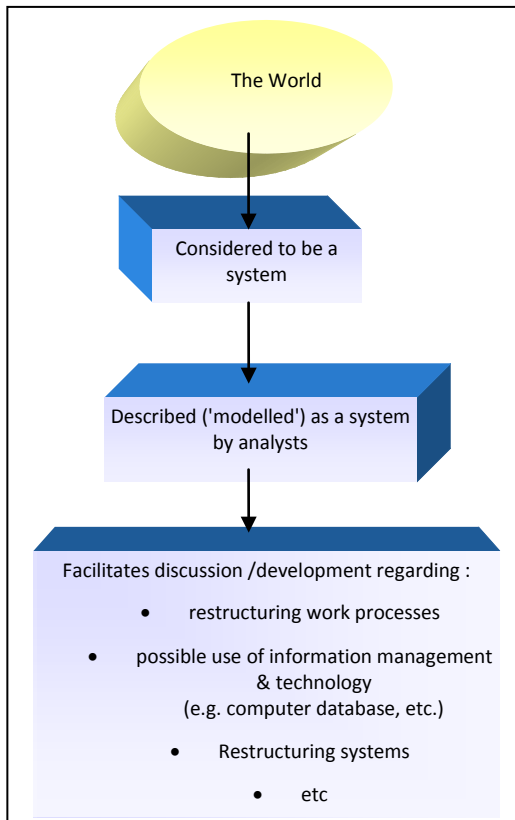 The World
Considered to be a
system
Described ('modelled') as a system
by analysts
Facilitates discussion /development regarding :
• restructuring work processes
• possible use of information management
& technology
(e.g. computer database, etc.)
• Restructuring systems
• etc